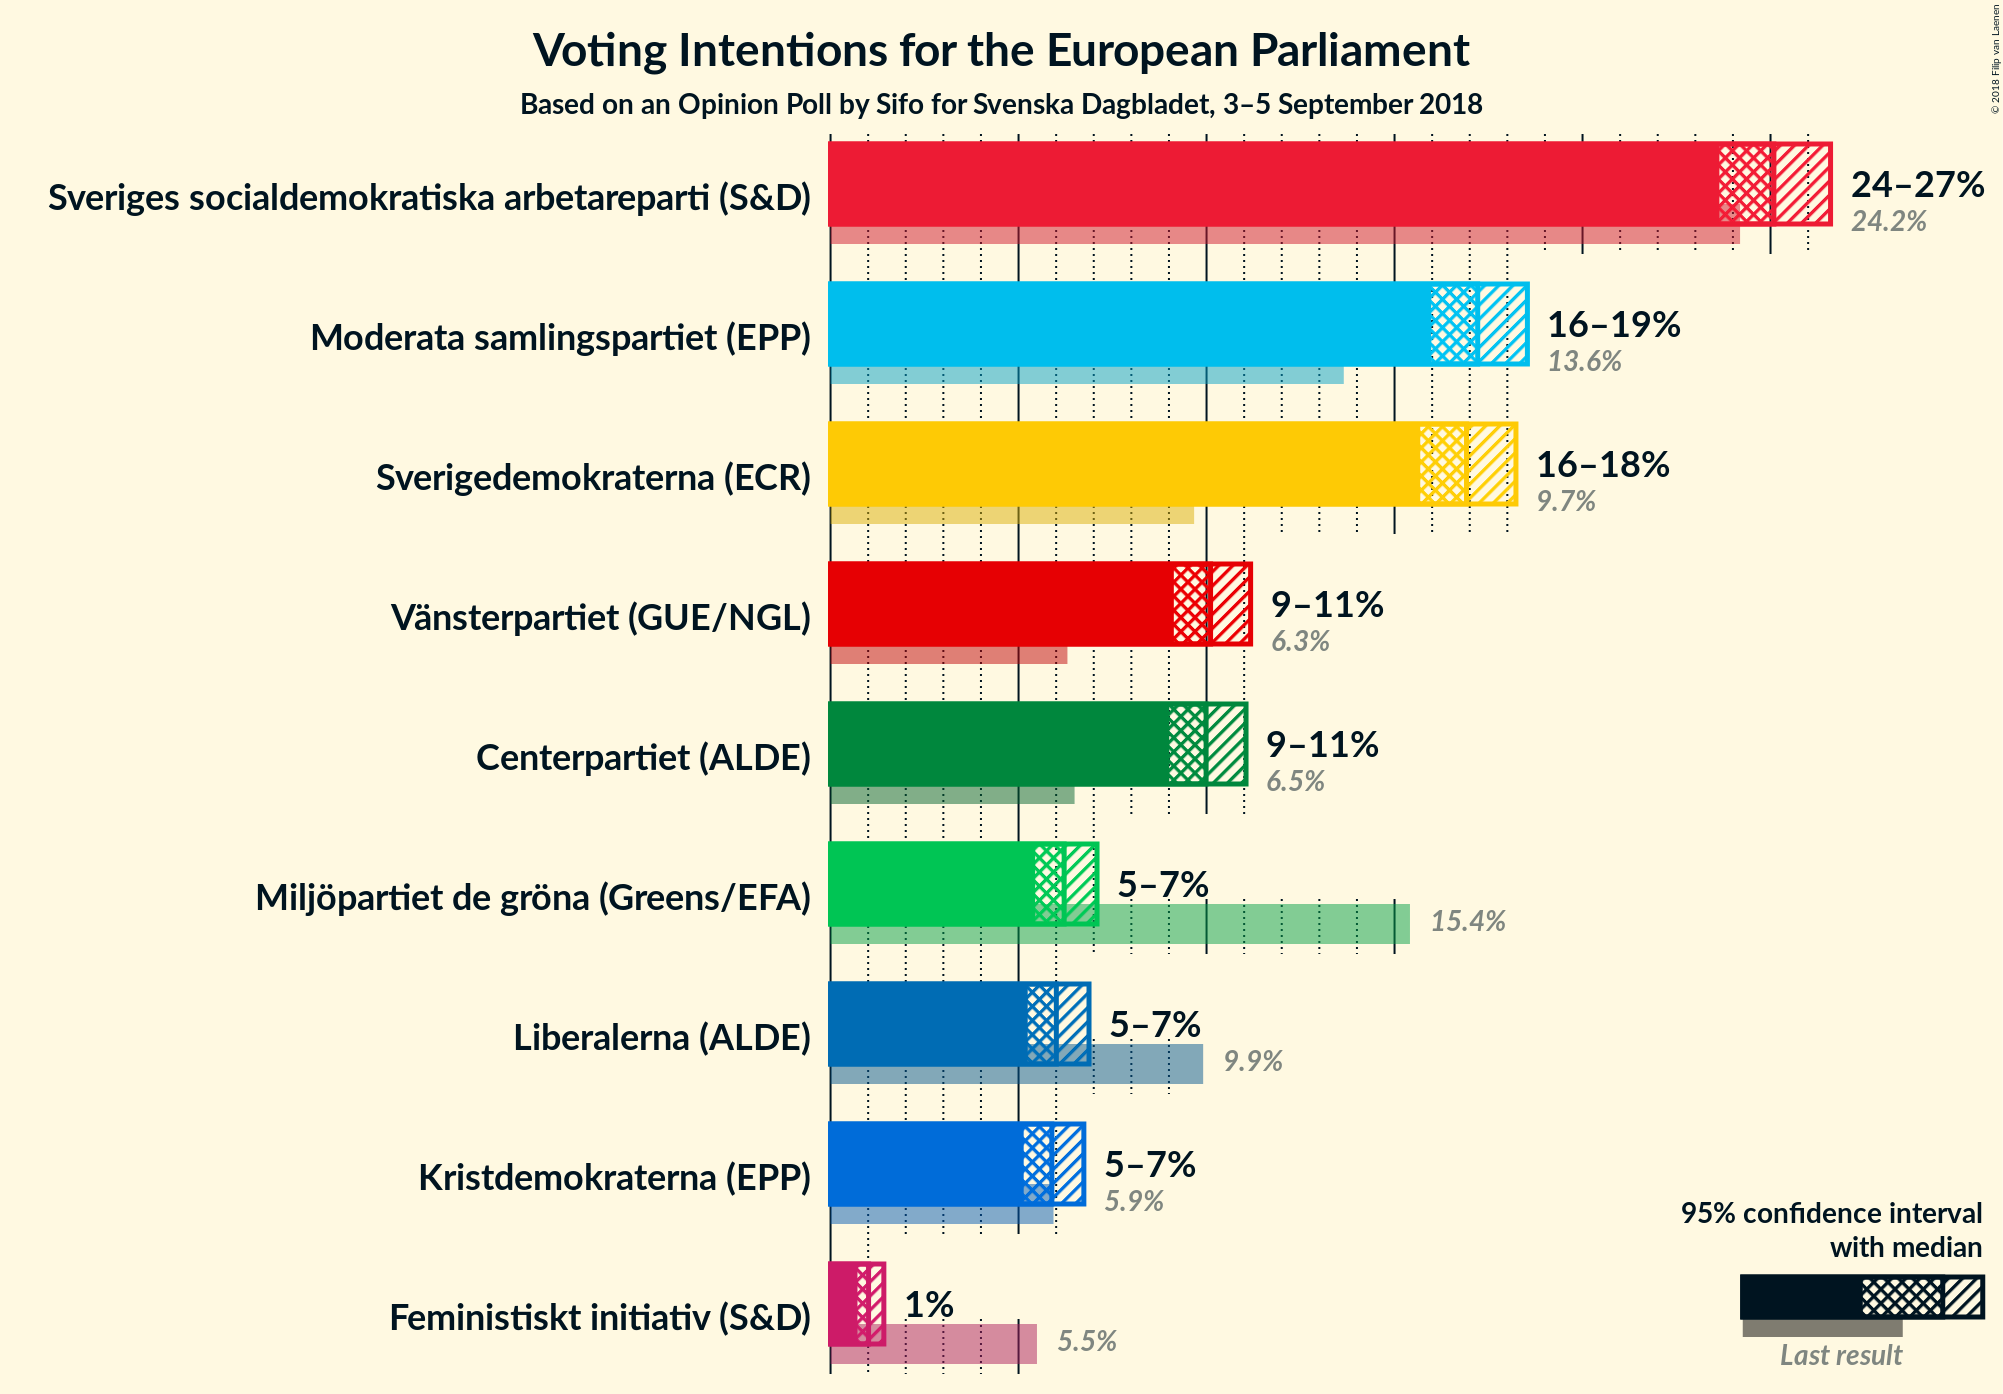 Voting Intentions for the European Parliament
Based on an Opinion Poll by Sifo for Svenska Dagbladet, 3–5 September 2018
© 2018 Filip van Laenen
Sveriges socialdemokratiska arbetareparti (S&D)
24–27%
24.2%
Moderata samlingspartiet (EPP)
16–19%
13.6%
Sverigedemokraterna (ECR)
16–18%
9.7%
Vänsterpartiet (GUE/NGL)
9–11%
6.3%
Centerpartiet (ALDE)
9–11%
6.5%
Miljöpartiet de gröna (Greens/EFA)
5–7%
15.4%
Liberalerna (ALDE)
5–7%
9.9%
Kristdemokraterna (EPP)
5–7%
5.9%
Feministiskt initiativ (S&D)
1%
5.5%
95% confidence interval
with median
Last result